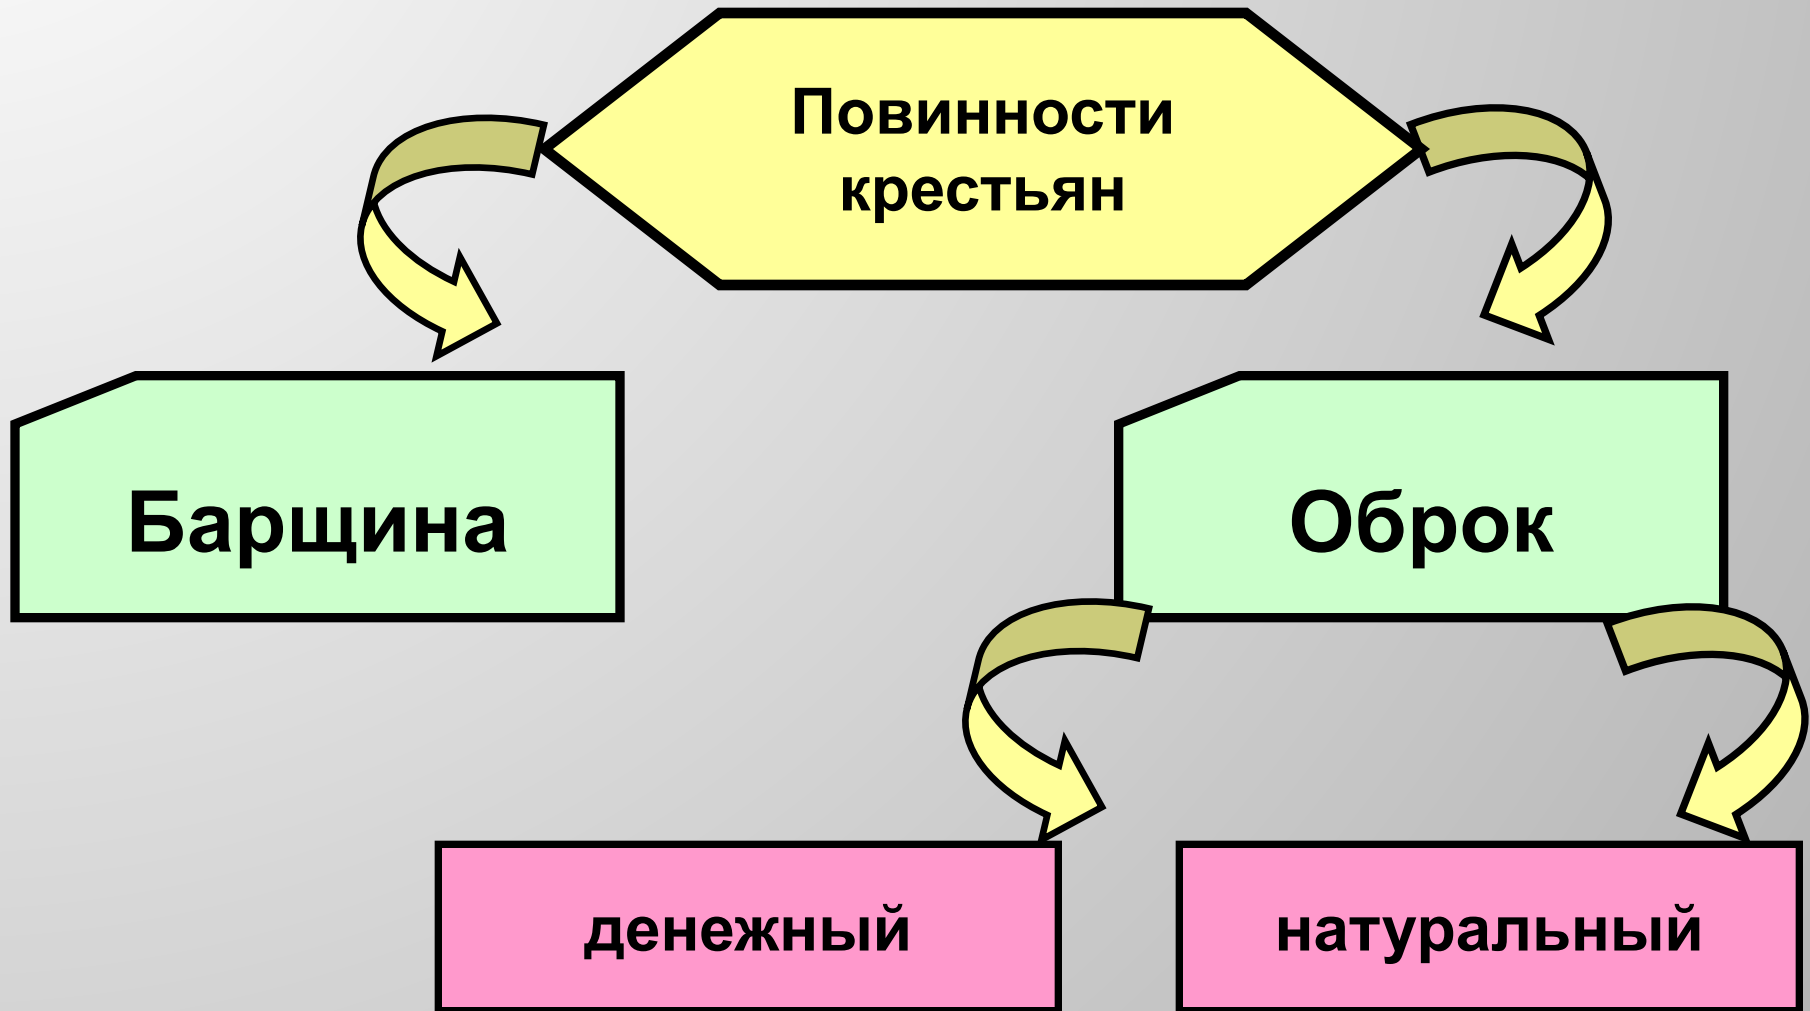 Повинности
крестьян
Барщина
Оброк
денежный
натуральный